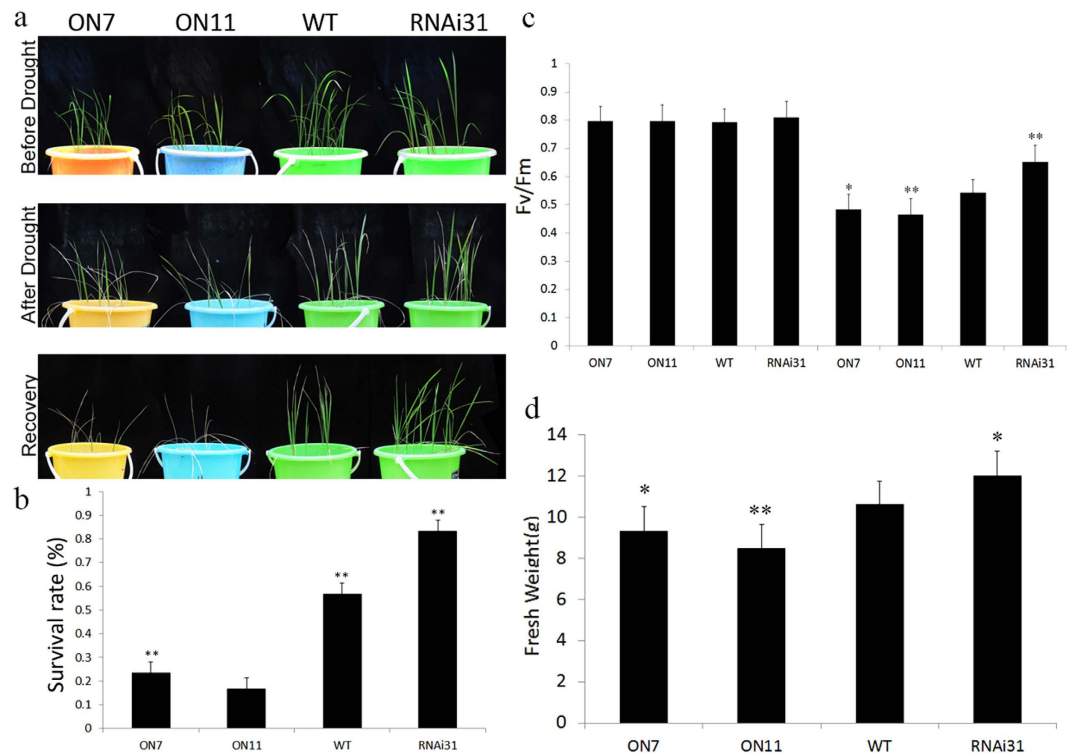 a
ON7 ON11 WT RNAi31
Before Drought
After Drought
Recovery
b
Survival rate (%)
1
0.9
0.8
0.7
0.6
0.5
0.4
0.3
0.2
0.1
0
**
**
**
ON7 ON11 WT RNAi31
c
Fv/Fm
1
0.9
0.8
0.7
0.6
0.5
0.4
0.3
0.2
0.1
0
*
**
**
ON7 ON11 WT RNAi31 ON7 ON11 WT RNAi31
d
Fresh Weight(g)
14
12
10
8
6
4
2
0
*
**
*
ON7 ON11 WT RNAi31